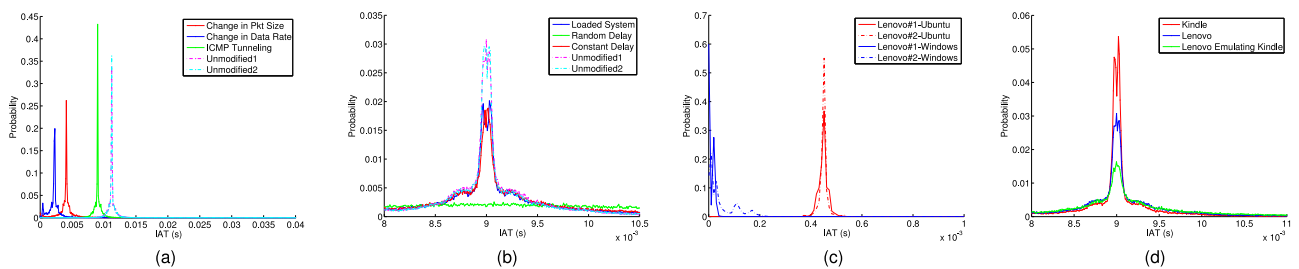 0.45
0.4
0.35
0.3
0.25
0.2
0.15
0.1
0.05
0
Probability
0 0.005 0.01 0.015 0.02 0.025 0.03 0.035 0.04
IAT (s)
Change in Pkt Size
Change in Data Rate
ICMP Tunneling
Unmodified1
Unmodified2
(a)
0.035
0.03
0.025
0.02
0.015
0.01
0.005
0
Probability
8 8.5 9 9.5 10 10.5
IAT (s)
x 10⁻³
Loaded System
Random Delay
Constant Delay
Unmodified1
Unmodified2
(b)
0.7
0.6
0.5
0.4
0.3
0.2
0.1
0
Probability
0 0.2 0.4 0.6 0.8 1
IAT (s)
x 10⁻³
Lenovo#1-Ubuntu
Lenovo#2-Ubuntu
Lenovo#1-Windows
Lenovo#2-Windows
(c)
0.06
0.05
0.04
0.03
0.02
0.01
0
Probability
8 8.5 9 9.5 10 10.5 11
IAT (s)
x 10⁻³
Kindle
Lenovo
Lenovo Emulating Kindle
(d)